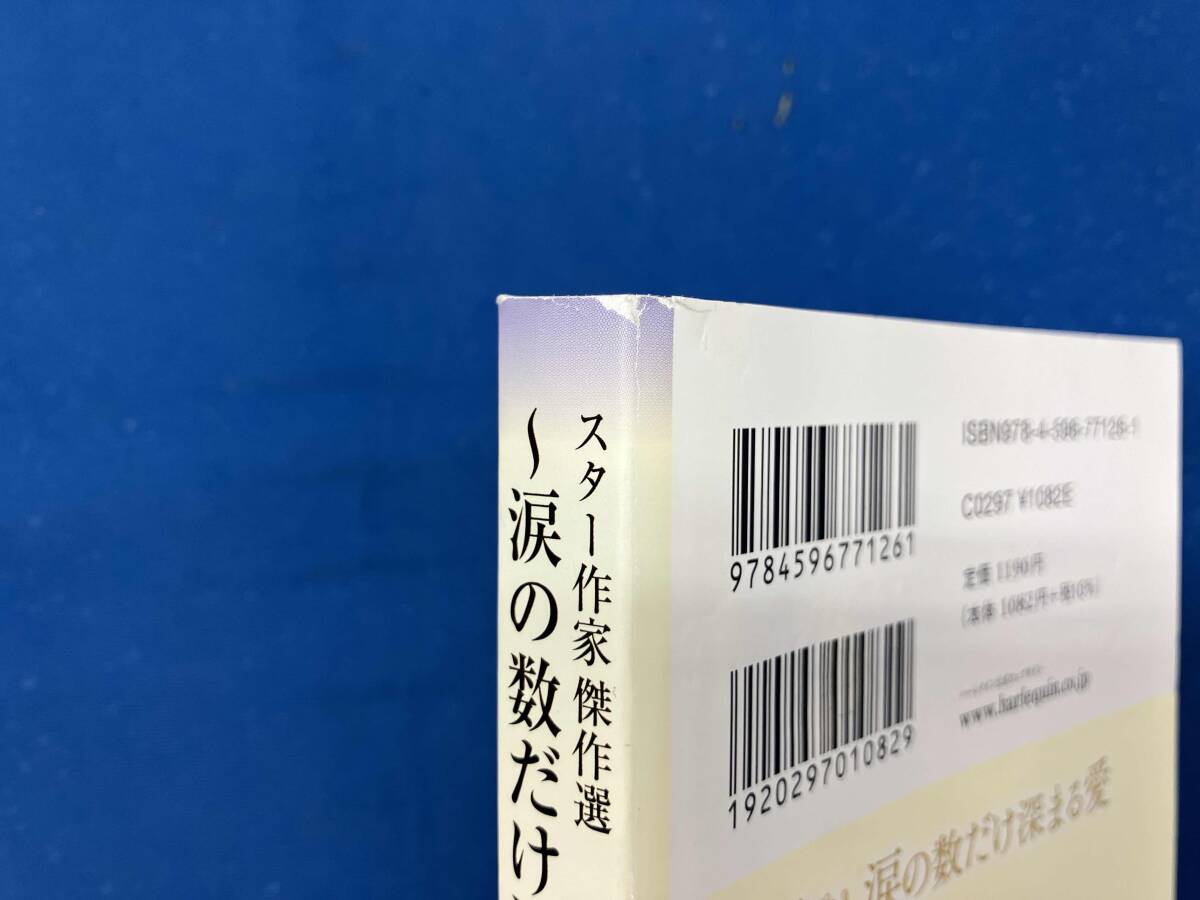 スター作家傑作選
～涙の数だけ
ISBN978-4-596-77126-1
9784596771261
C0297 ¥1082E
定価 1190円
(本体 1082円+税10%)
1920297010829
www.harlequin.co.jp
涙の数だけ深まる愛